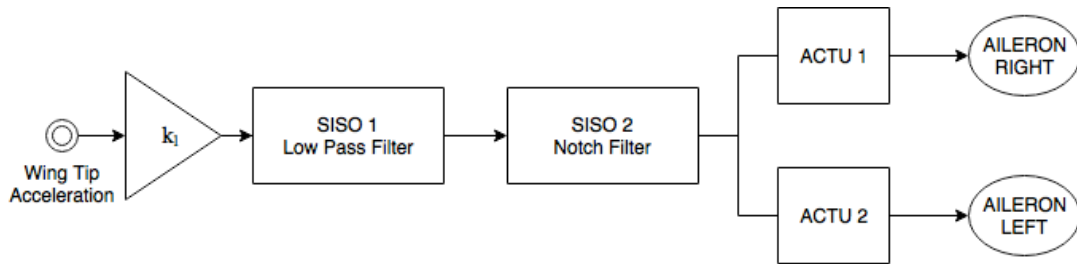 Wing Tip
Acceleration
k₁
SISO 1
Low Pass Filter
SISO 2
Notch Filter
ACTU 1
AILERON
RIGHT
ACTU 2
AILERON
LEFT